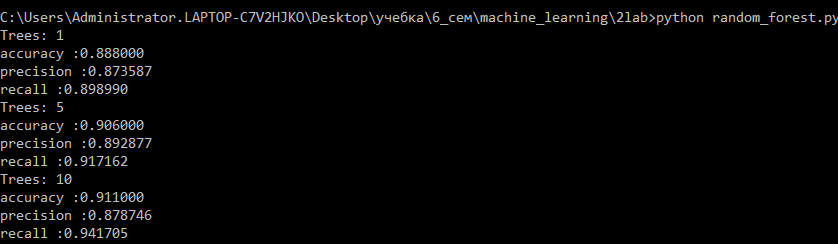 C:\Users\Administrator.LAPTOP-C7V2HJKO\Desktop\учебка\6_сем\machine_learning\2lab>python random_forest.py
Trees: 1
accuracy :0.888000
precision :0.873587
recall :0.898990
Trees: 5
accuracy :0.906000
precision :0.892877
recall :0.917162
Trees: 10
accuracy :0.911000
precision :0.878746
recall :0.941705